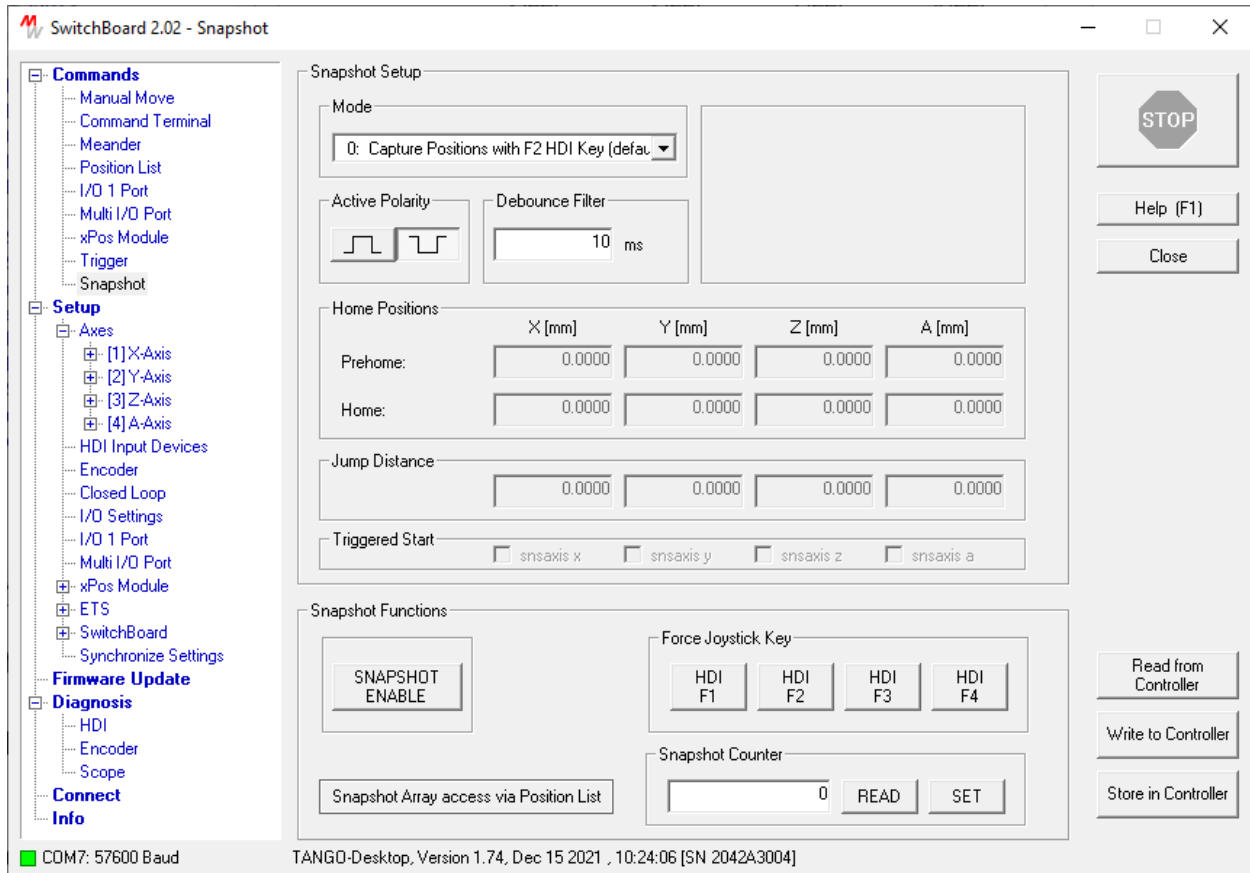 SwitchBoard 2.02 - Snapshot
Commands
Manual Move
Command Terminal
Meander
Position List
I/O 1 Port
Multi I/O Port
xPos Module
Trigger
Snapshot
Setup
Axes
[1] X-Axis
[2] Y-Axis
[3] Z-Axis
[4] A-Axis
HDI Input Devices
Encoder
Closed Loop
I/O Settings
I/O 1 Port
Multi I/O Port
xPos Module
ETS
SwitchBoard
Synchronize Settings
Firmware Update
Diagnosis
HDI
Encoder
Scope
Connect
Info
Snapshot Setup
Mode
0: Capture Positions with F2 HDI Key (defau
Active Polarity
Debounce Filter
10 ms
Home Positions
X [mm] Y [mm] Z [mm] A [mm]
Prehome: 0.0000 0.0000 0.0000 0.0000
Home: 0.0000 0.0000 0.0000 0.0000
Jump Distance
0.0000 0.0000 0.0000 0.0000
Triggered Start
snsaxis x snsaxis y snsaxis z snsaxis a
Snapshot Functions
SNAPSHOT
ENABLE
Force Joystick Key
HDI
F1
HDI
F2
HDI
F3
HDI
F4
Snapshot Array access via Position List
Snapshot Counter
0 READ SET
STOP
Help (F1)
Close
Read from
Controller
Write to Controller
Store in Controller
COM7: 57600 Baud
TANGO-Desktop, Version 1.74, Dec 15 2021 , 10:24:06 [SN 2042A3004]